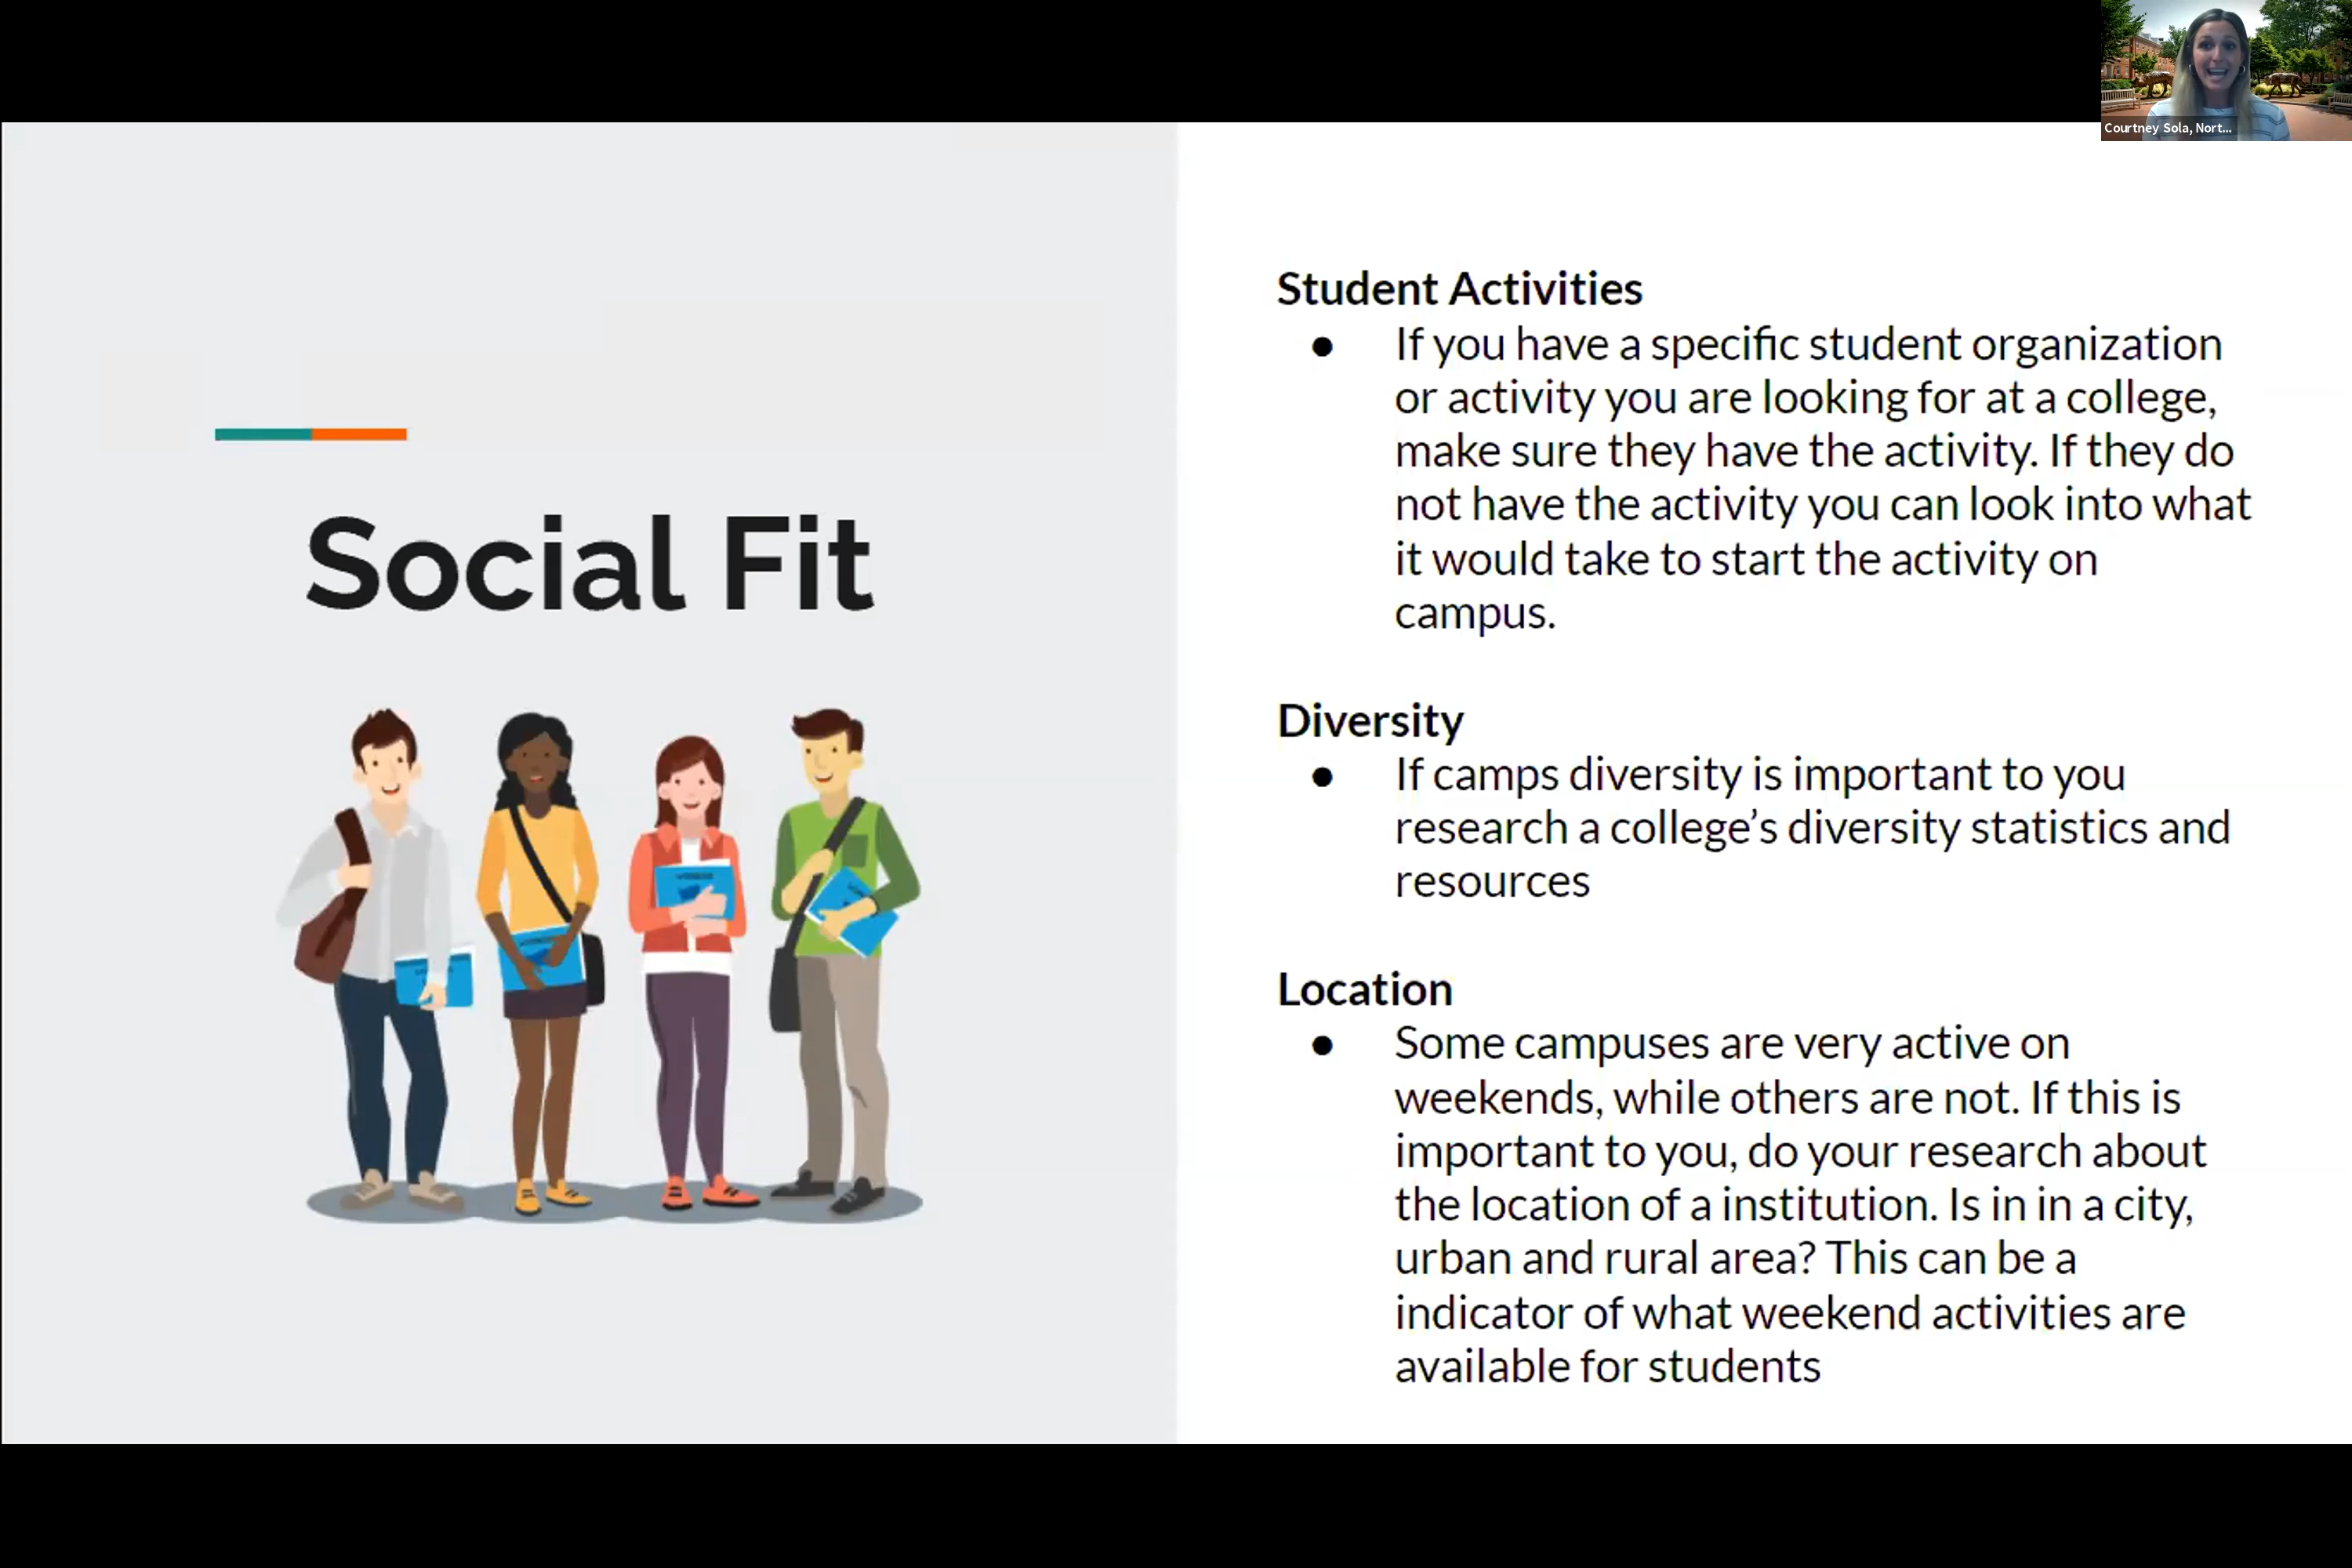 Courtney Sola, Nort...
Social Fit
Student Activities
● If you have a specific student organization
or activity you are looking for at a college,
make sure they have the activity. If they do
not have the activity you can look into what
it would take to start the activity on
campus.
Diversity
● If camps diversity is important to you
research a college’s diversity statistics and
resources
Location
● Some campuses are very active on
weekends, while others are not. If this is
important to you, do your research about
the location of a institution. Is in in a city,
urban and rural area? This can be a
indicator of what weekend activities are
available for students